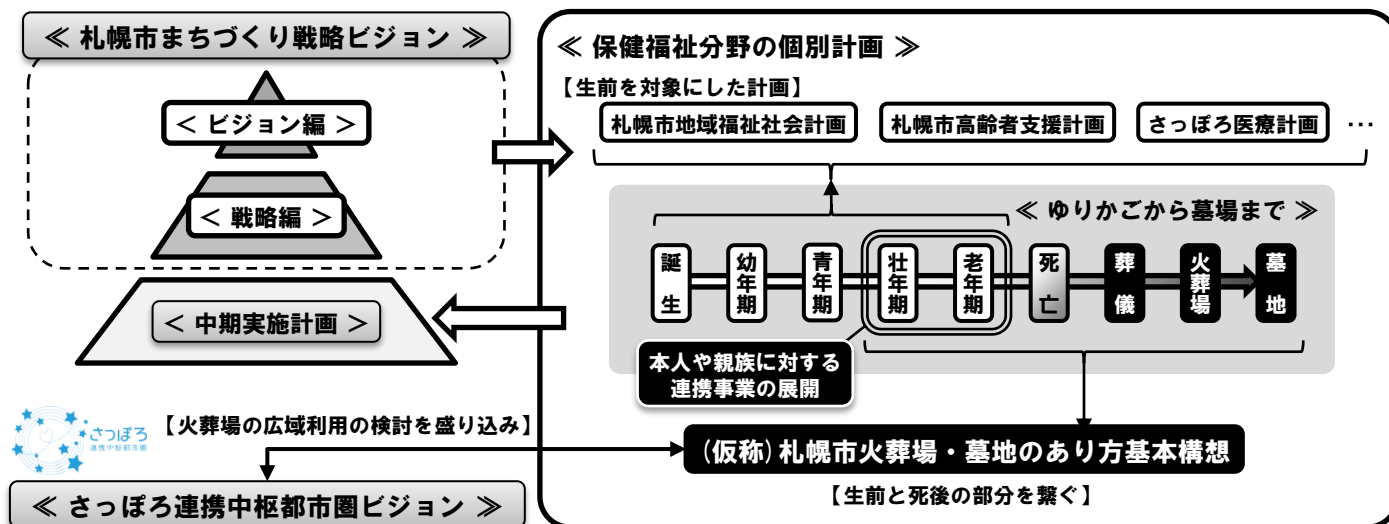 ≪ 札幌市まちづくり戦略ビジョン ≫
＜ ビジョン編 ＞
＜ 戦略編 ＞
＜ 中期実施計画 ＞
≪ 保健福祉分野の個別計画 ≫
【生前を対象にした計画】
札幌市地域福祉社会計画
札幌市高齢者支援計画
さっぽろ医療計画
…
≪ ゆりかごから墓場まで ≫
誕生
幼年期
青年期
壮年期
老年期
死亡
葬儀
火葬場
墓地
本人や親族に対する
連携事業の展開
さっぽろ
連携中枢都市圏
【火葬場の広域利用の検討を盛り込み】
(仮称)札幌市火葬場・墓地のあり方基本構想
【生前と死後の部分を繋ぐ】
≪ さっぽろ連携中枢都市圏ビジョン ≫